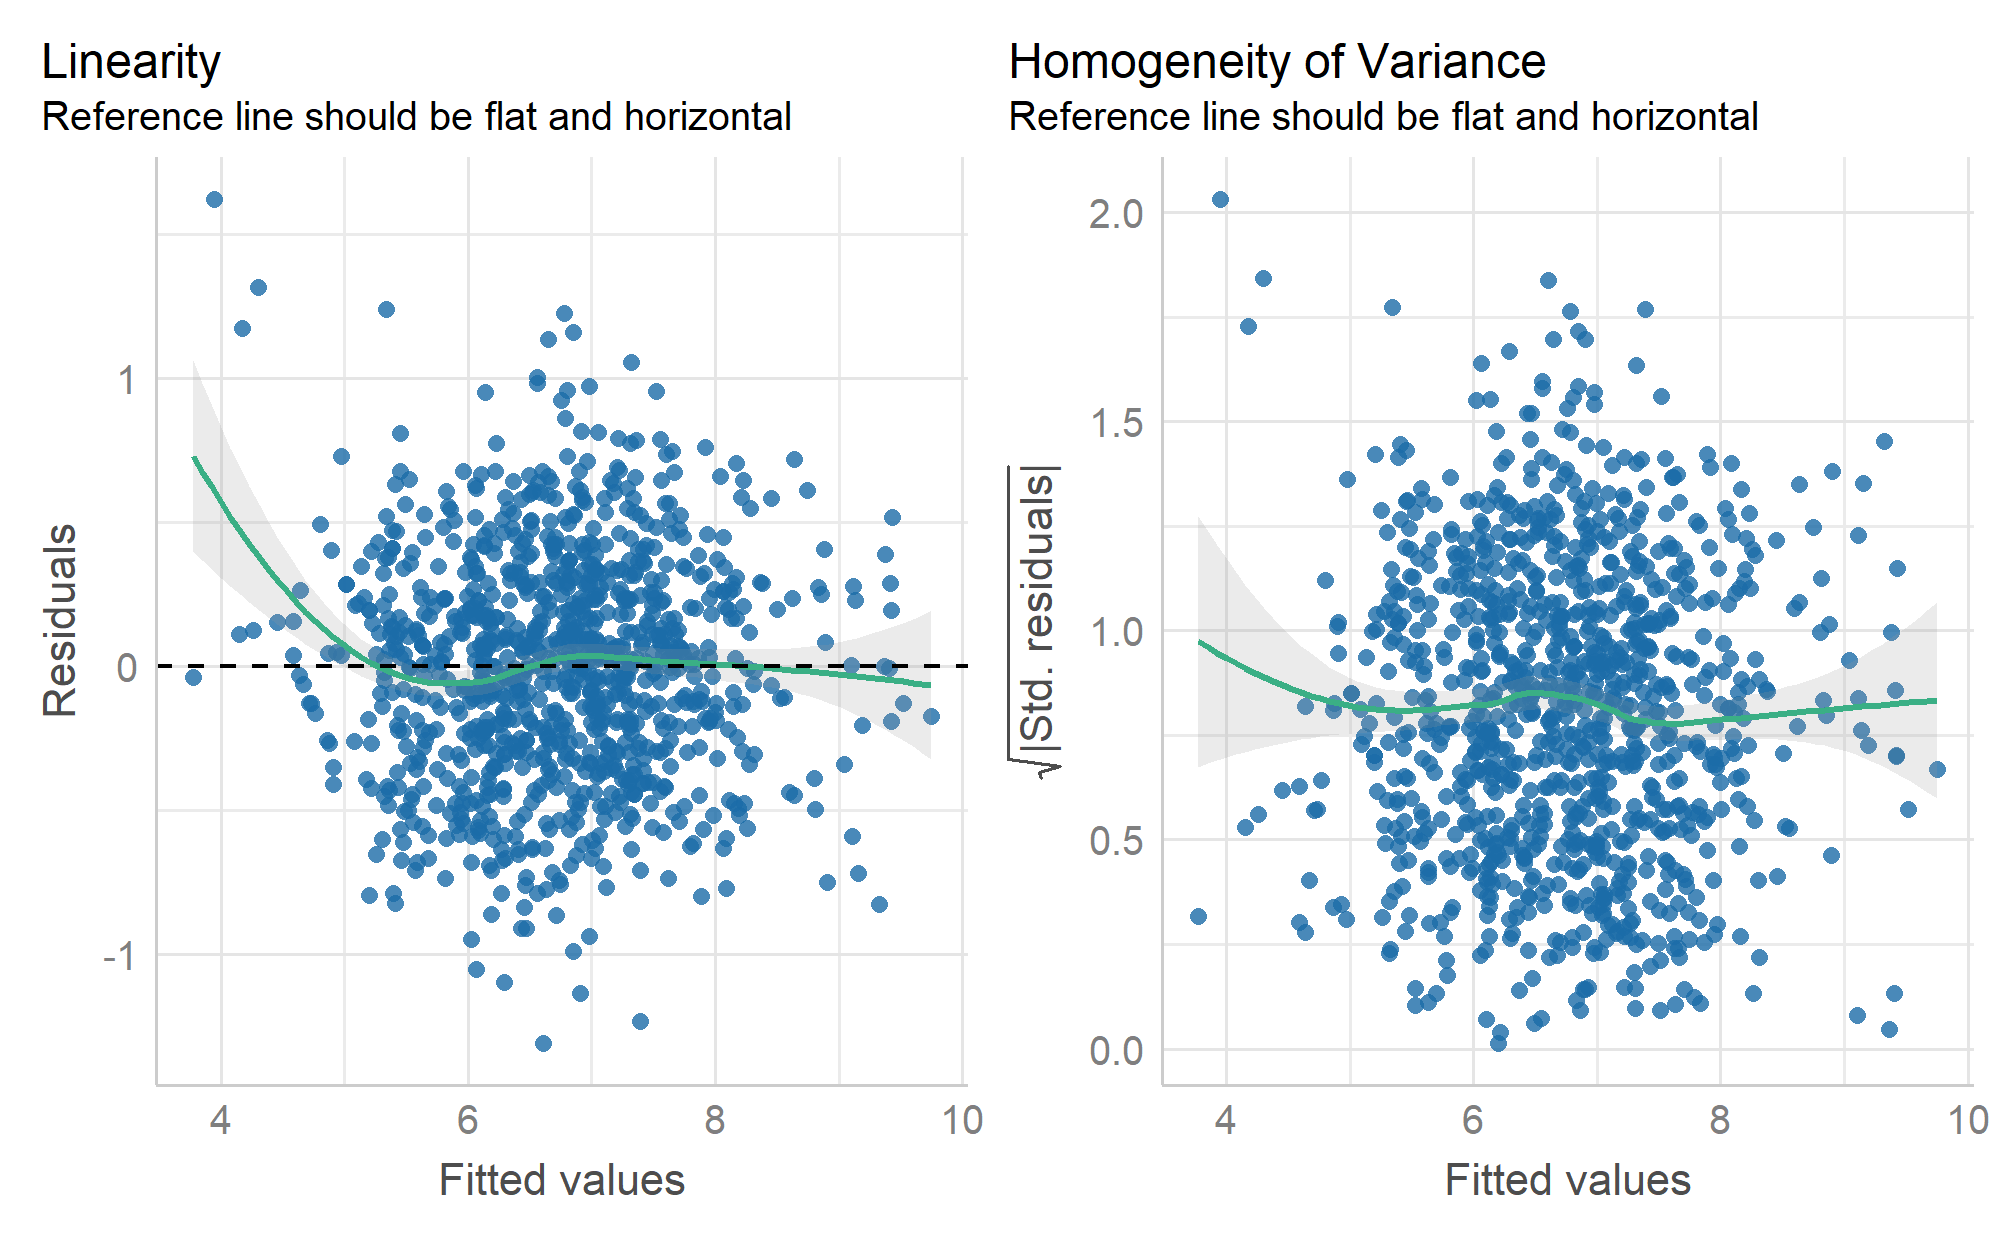 Linearity
Reference line should be flat and horizontal
Residuals
1
0
-1
4
6
8
10
Fitted values
Homogeneity of Variance
Reference line should be flat and horizontal
√|Std. residuals|
2.0
1.5
1.0
0.5
0.0
4
6
8
10
Fitted values